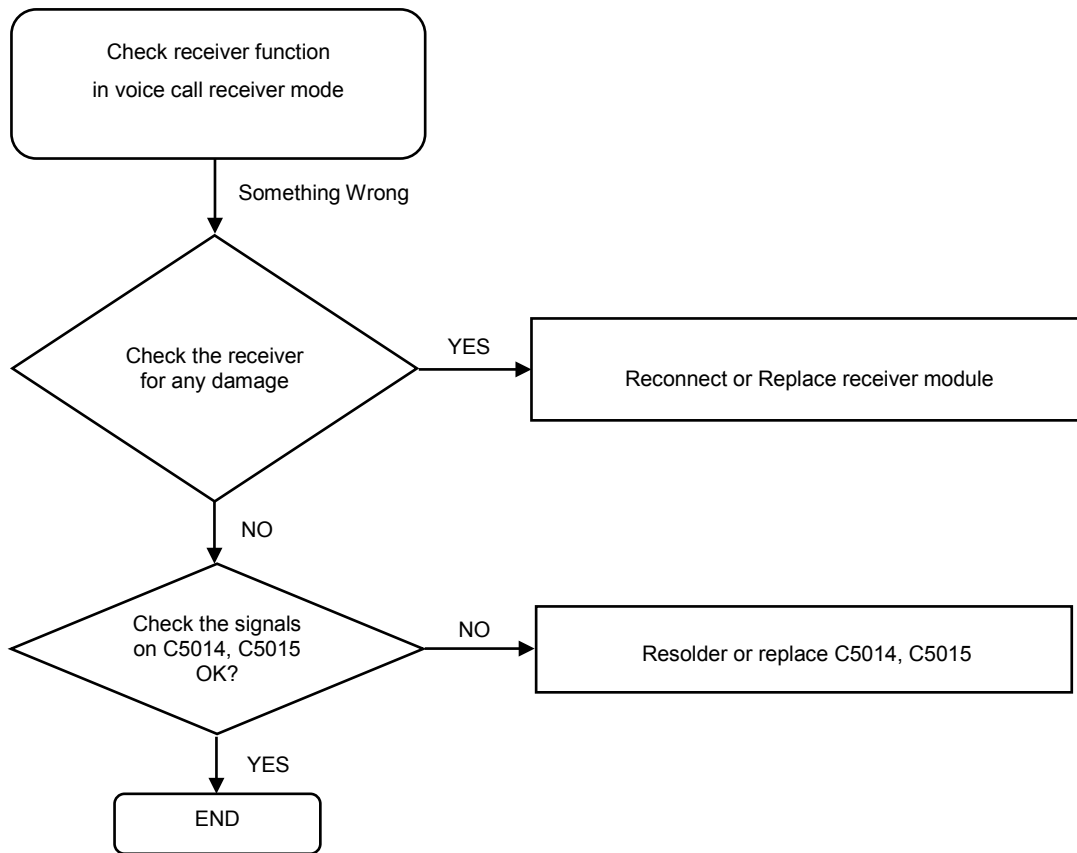 Check receiver function
in voice call receiver mode
Something Wrong
Check the receiver
for any damage
YES
Reconnect or Replace receiver module
NO
Check the signals
on C5014, C5015
OK?
NO
Resolder or replace C5014, C5015
YES
END